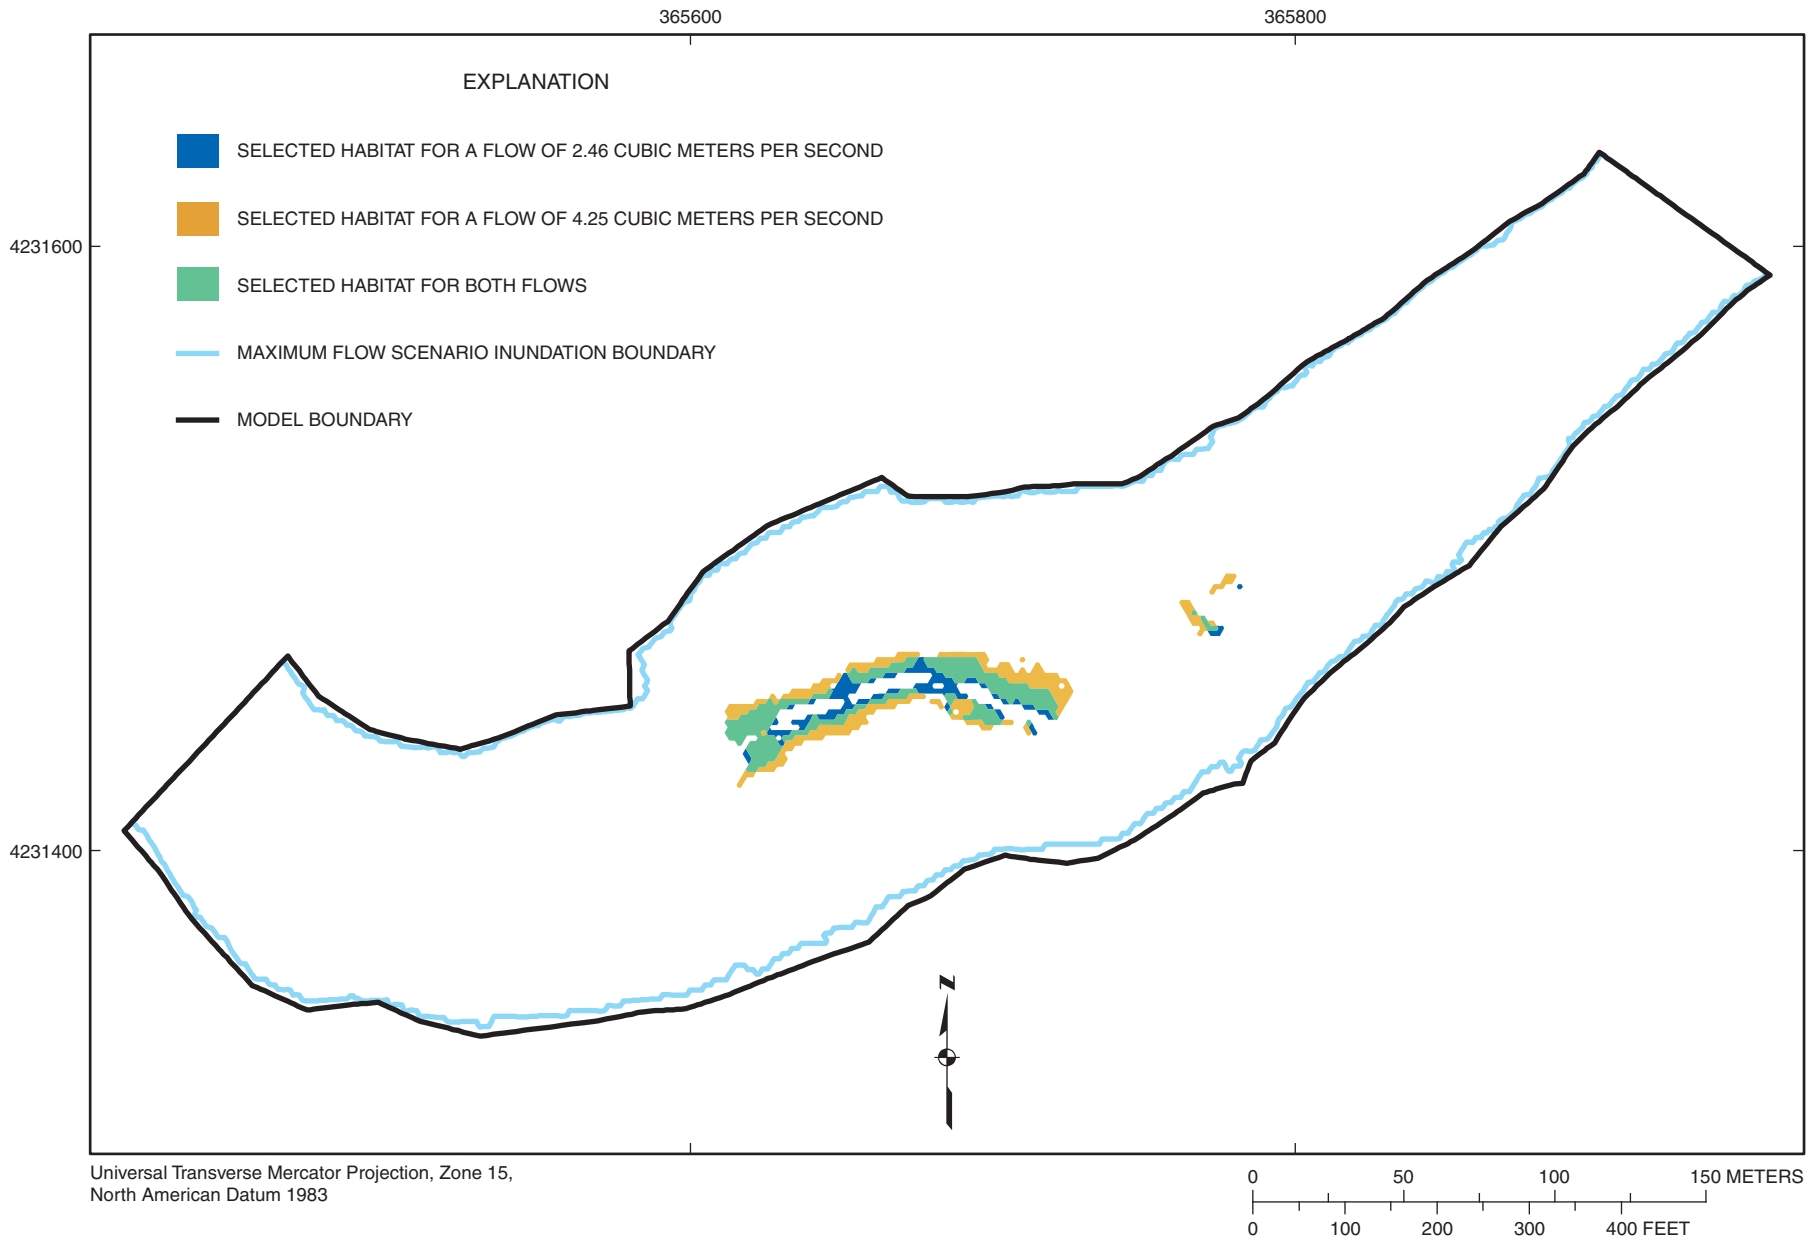 365600 365800
EXPLANATION
SELECTED HABITAT FOR A FLOW OF 2.46 CUBIC METERS PER SECOND
SELECTED HABITAT FOR A FLOW OF 4.25 CUBIC METERS PER SECOND
4231600
SELECTED HABITAT FOR BOTH FLOWS
MAXIMUM FLOW SCENARIO INUNDATION BOUNDARY
MODEL BOUNDARY
4231400
N
Universal Transverse Mercator Projection, Zone 15,
North American Datum 1983
0 50 100 150 METERS
0 100 200 300 400 FEET